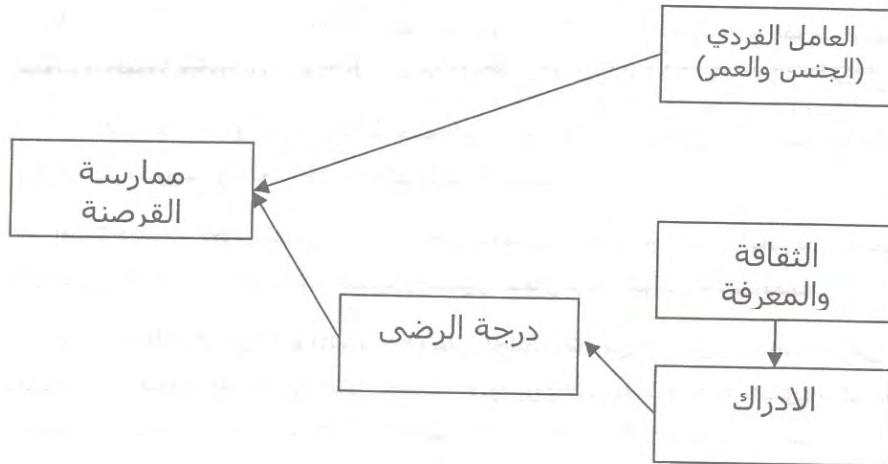 العامل الفردي
(الجنس والعمر)
ممارسة
القرصنة
الثقافة
والمعرفة
درجة الرضى
الادراك